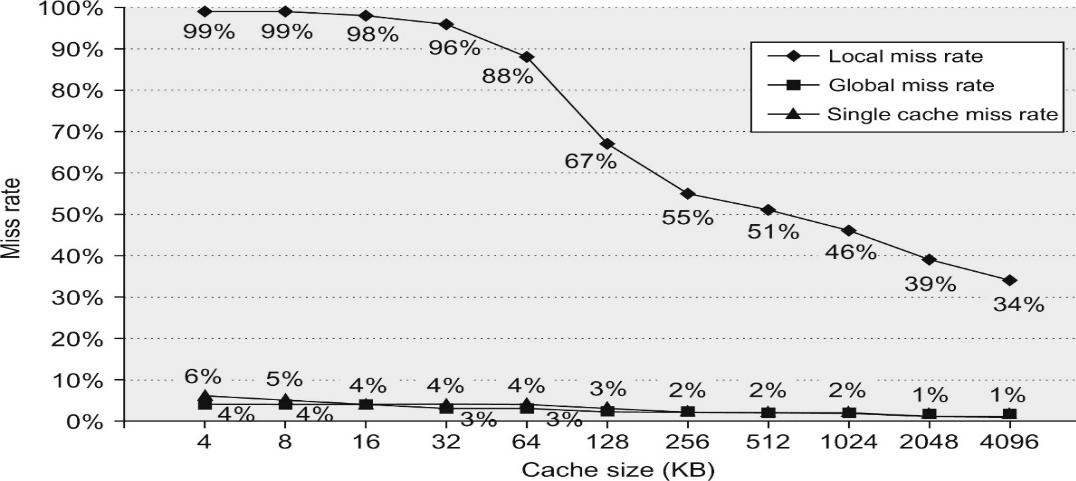 100%
99% 99% 98% 96%
90%
88%
Local miss rate
Global miss rate
Single cache miss rate
80%
70%
67%
60%
55%
50%
51%
46%
40%
39%
34%
30%
20%
10%
6% 5% 4% 4% 4% 3% 2% 2% 2% 1% 1%
4% 4% 3% 3%
0%
4 8 16 32 64 128 256 512 1024 2048 4096
Cache size (KB)
Miss rate